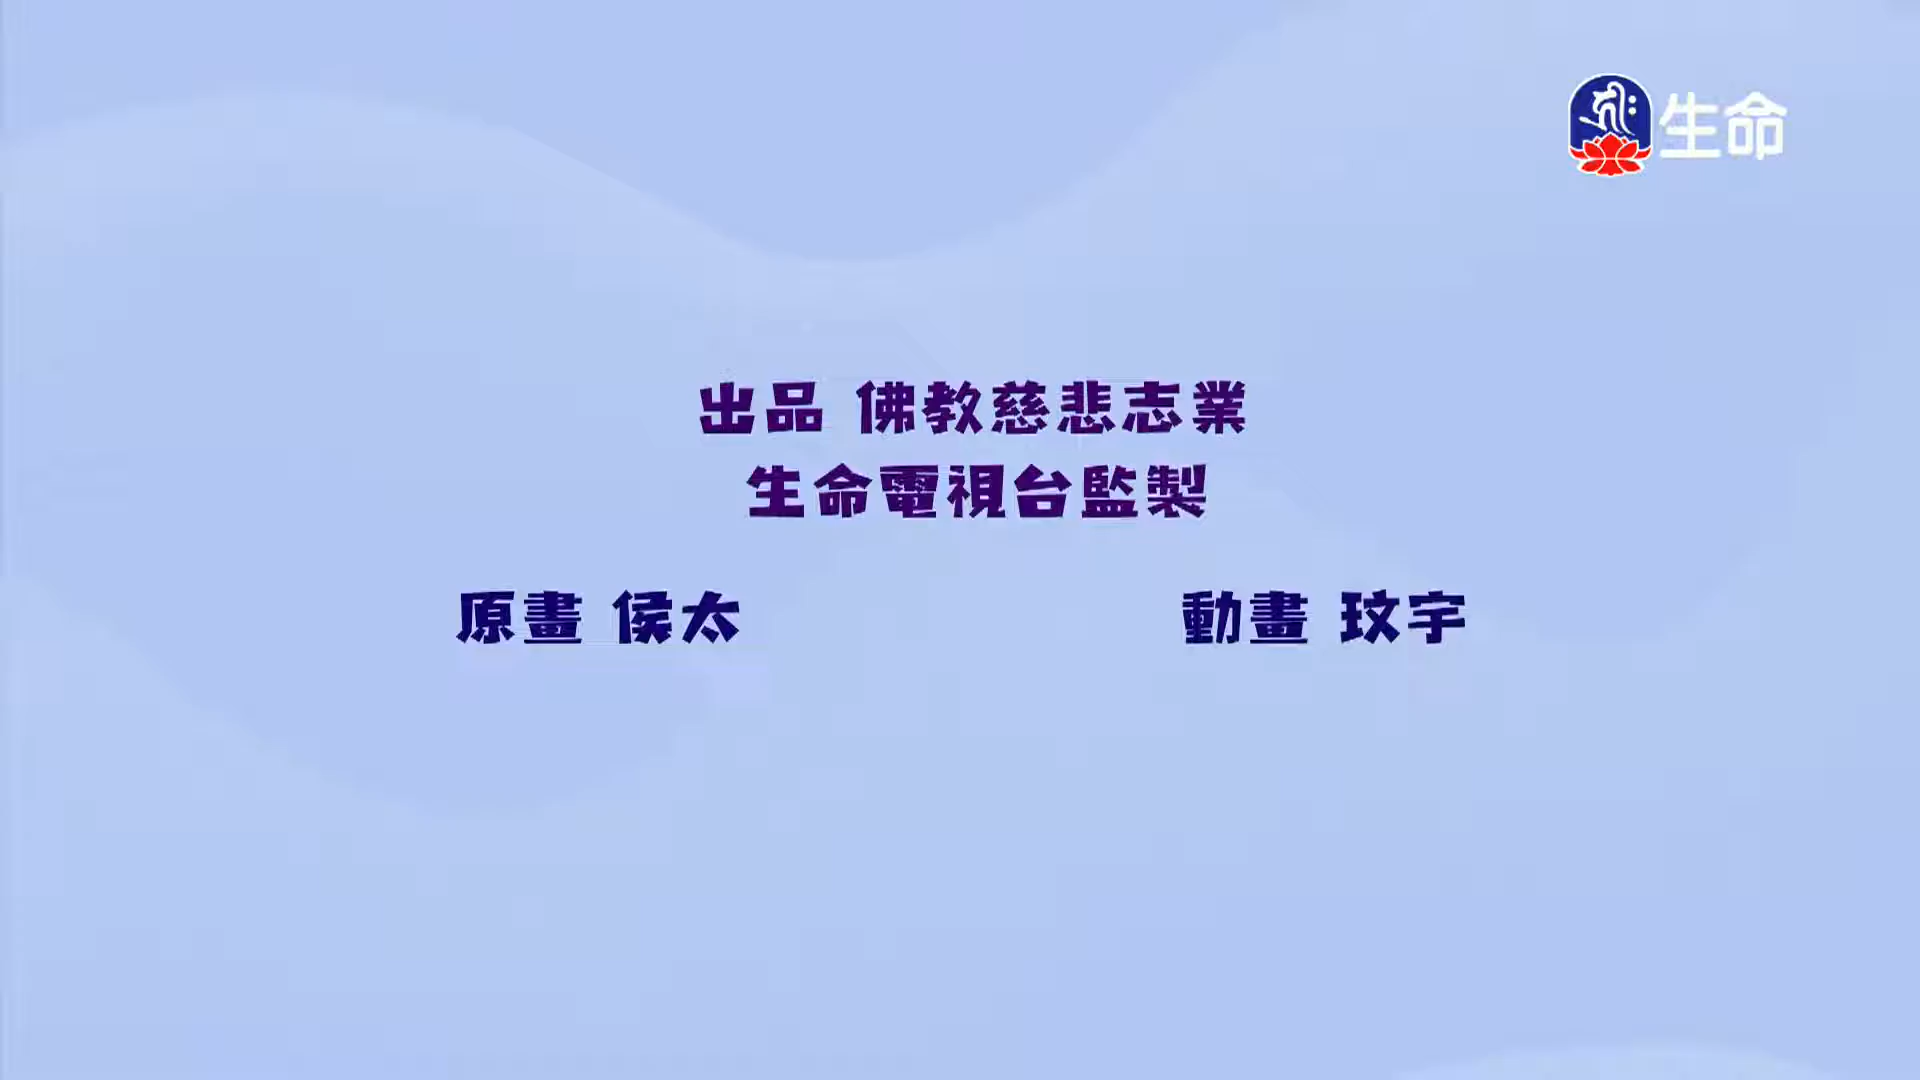 生命
出品 佛教慈悲志業
生命電視台監製
原畫 侯太
動畫 玟宇